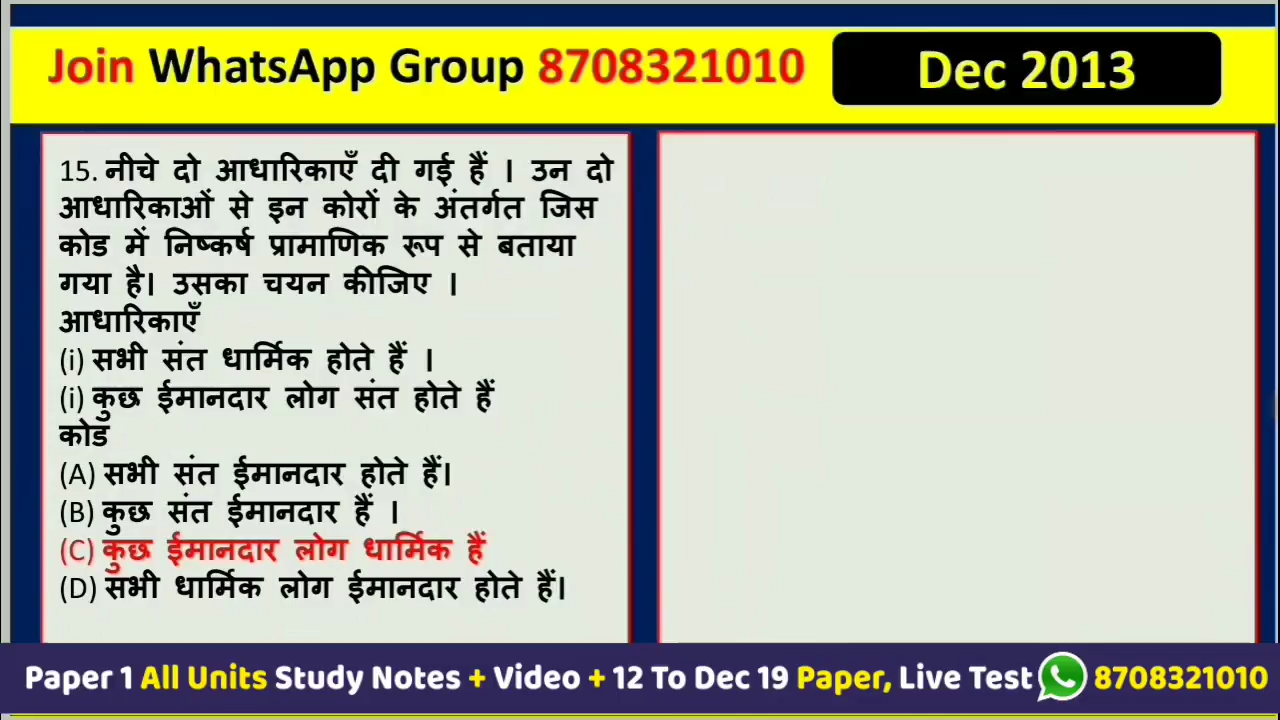 Join WhatsApp Group 8708321010
Dec 2013
15. नीचे दो आधारिकाएँ दी गई हैं । उन दो
आधारिकाओं से इन कोरों के अंतर्गत जिस
कोड में निष्कर्ष प्रामाणिक रूप से बताया
गया है। उसका चयन कीजिए ।
आधारिकाएँ
(i) सभी संत धार्मिक होते हैं ।
(i) कुछ ईमानदार लोग संत होते हैं
कोड
(A) सभी संत ईमानदार होते हैं।
(B) कुछ संत ईमानदार हैं ।
(C) कुछ ईमानदार लोग धार्मिक हैं
(D) सभी धार्मिक लोग ईमानदार होते हैं।
Paper 1 All Units Study Notes + Video + 12 To Dec 19 Paper, Live Test 8708321010